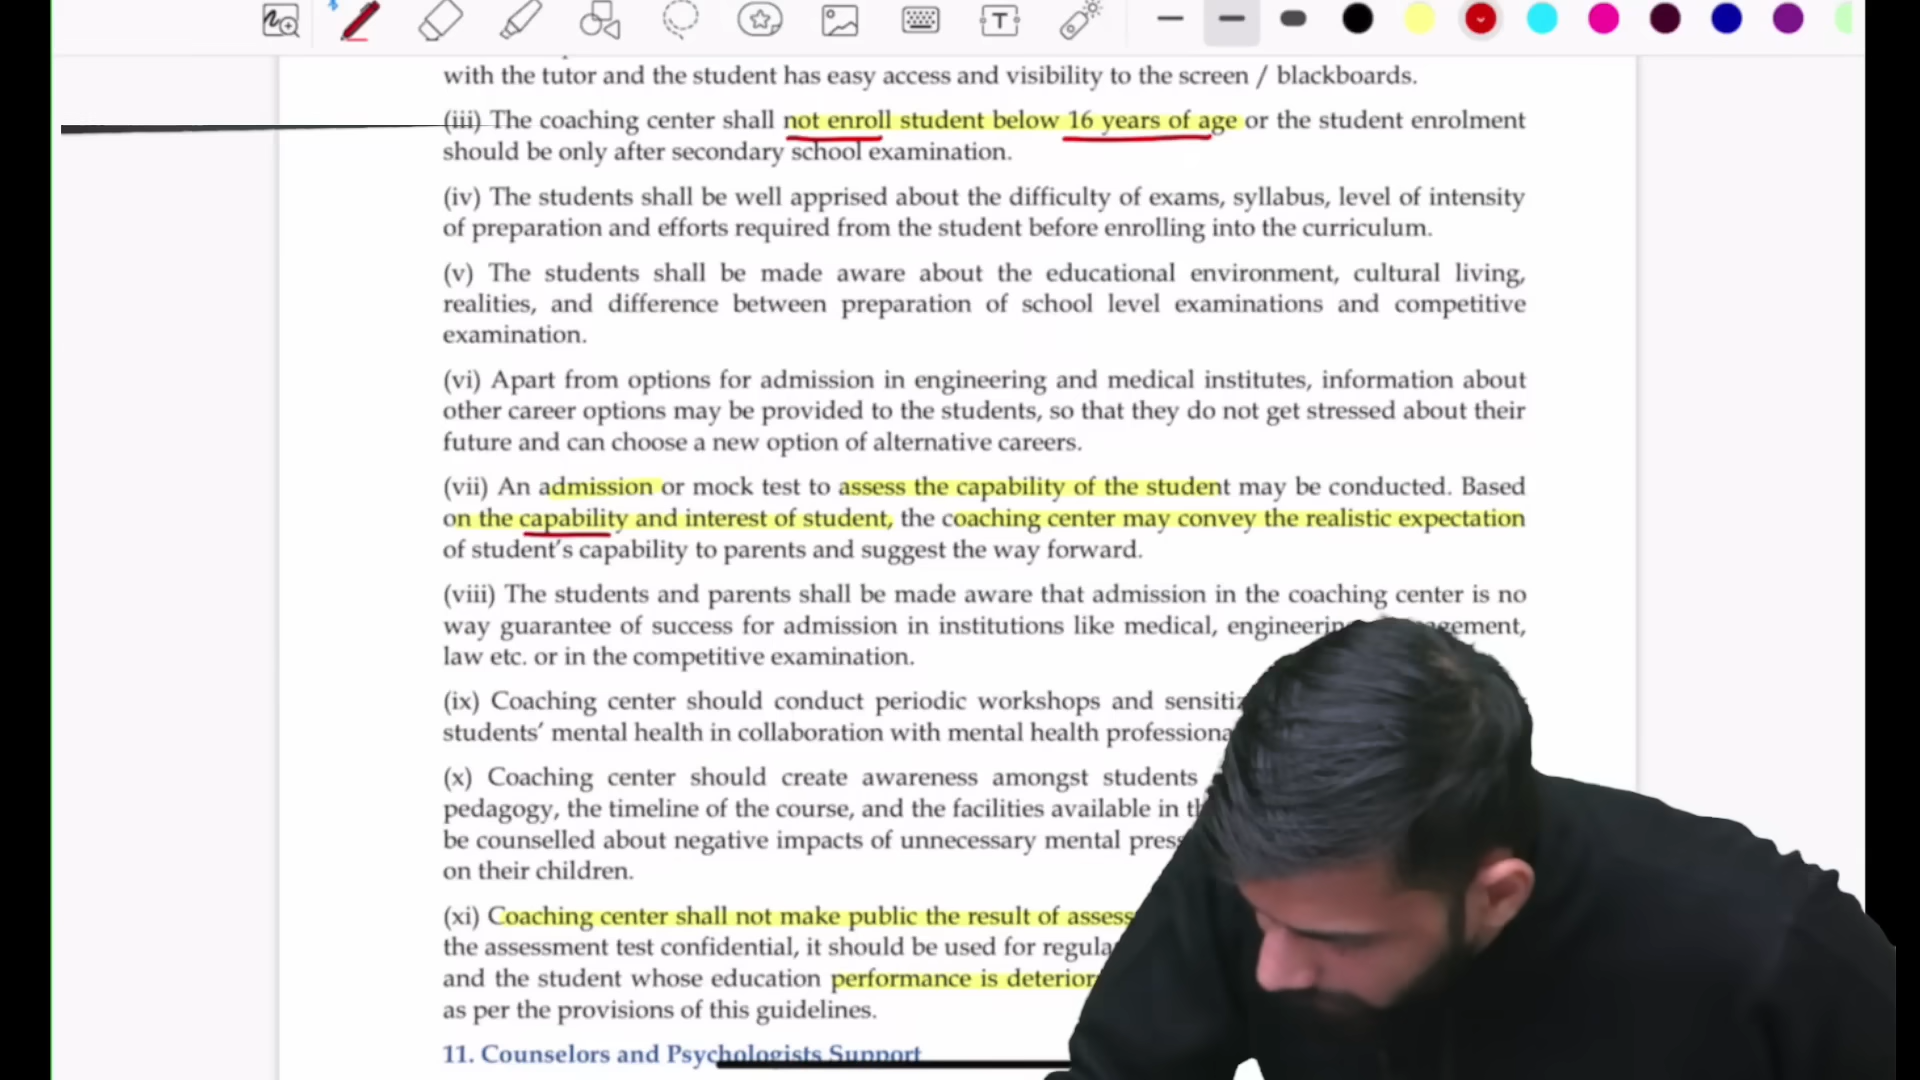 with the tutor and the student has easy access and visibility to the screen / blackboards.
(iii) The coaching center shall not enroll student below 16 years of age or the student enrolment
should be only after secondary school examination.
(iv) The students shall be well apprised about the difficulty of exams, syllabus, level of intensity
of preparation and efforts required from the student before enrolling into the curriculum.
(v) The students shall be made aware about the educational environment, cultural living,
realities, and difference between preparation of school level examinations and competitive
examination.
(vi) Apart from options for admission in engineering and medical institutes, information about
other career options may be provided to the students, so that they do not get stressed about their
future and can choose a new option of alternative careers.
(vii) An admission or mock test to assess the capability of the student may be conducted. Based
on the capability and interest of student, the coaching center may convey the realistic expectation
of student's capability to parents and suggest the way forward.
(viii) The students and parents shall be made aware that admission in the coaching center is no
way guarantee of success for admission in institutions like medical,
law etc. or in the competitive examination.
(ix) Coaching center should conduct periodic workshops and
students' mental health in collaboration with mental health
(x) Coaching center should create awareness amongst students
pedagogy, the timeline of the course, and the facilities available in
be counselled about negative impacts of unnecessary mental
on their children.
(xi) Coaching center shall not make public the result of
the assessment test confidential, it should be used for
and the student whose education performance is
as per the provisions of this guidelines.
11. Counselors and Psychologists Support
T